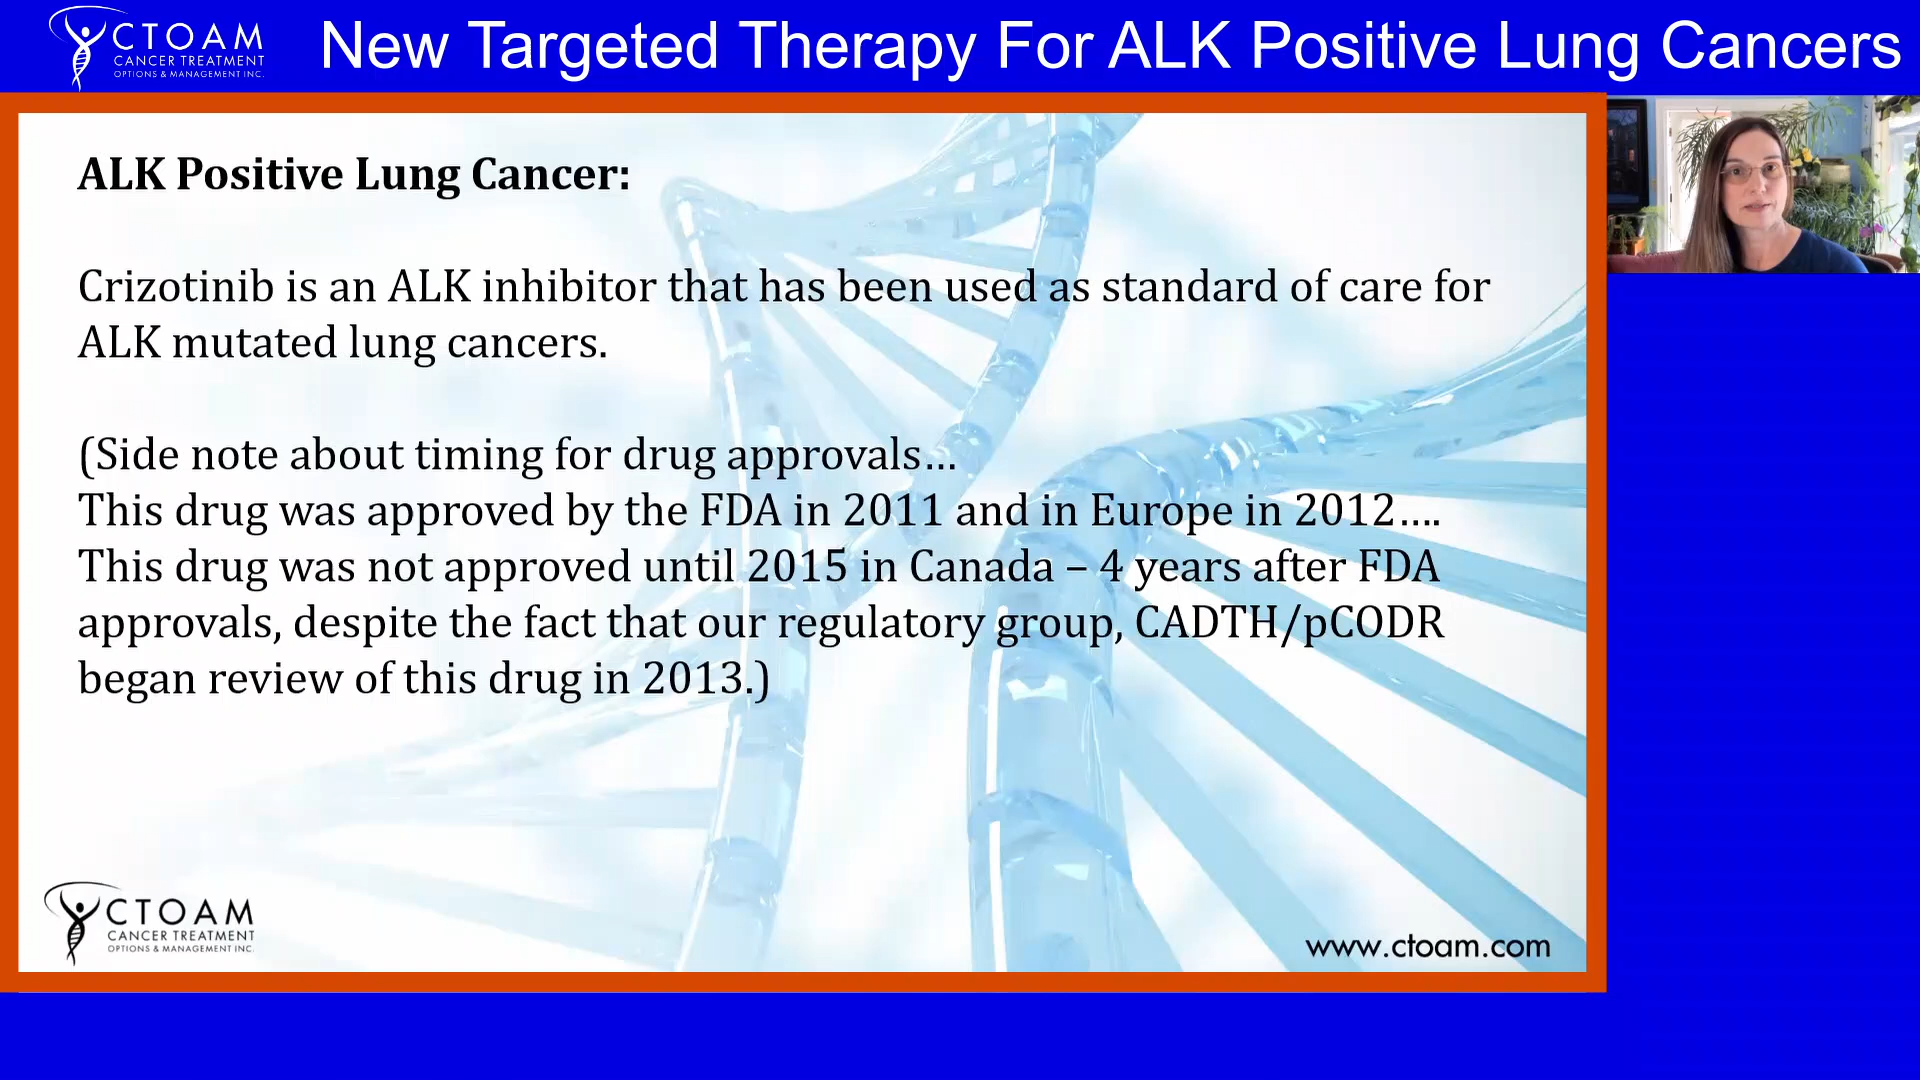 CTOAM
CANCER TREATMENT
OPTIONS & MANAGEMENT INC.
New Targeted Therapy For ALK Positive Lung Cancers
ALK Positive Lung Cancer:
Crizotinib is an ALK inhibitor that has been used as standard of care for
ALK mutated lung cancers.
(Side note about timing for drug approvals…
This drug was approved by the FDA in 2011 and in Europe in 2012….
This drug was not approved until 2015 in Canada – 4 years after FDA
approvals, despite the fact that our regulatory group, CADTH/pCODR
began review of this drug in 2013.)
CTOAM
CANCER TREATMENT
OPTIONS & MANAGEMENT INC.
www.ctoam.com